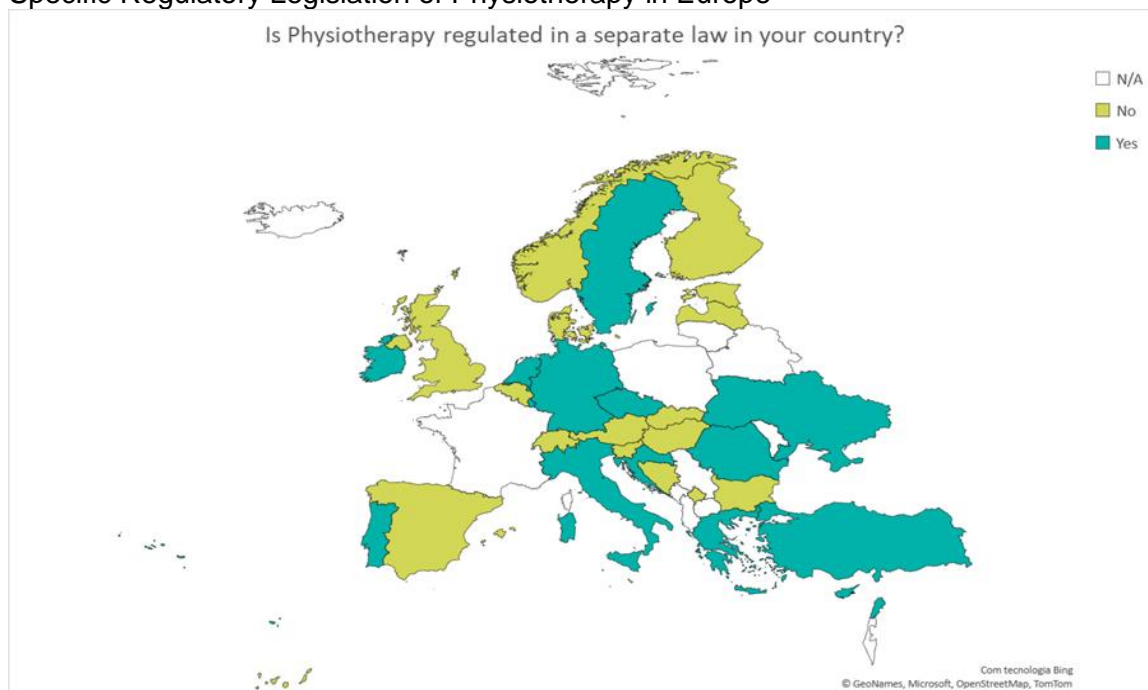 Specific Regulatory Legislation of Physiotherapy in Europe
Is Physiotherapy regulated in a separate law in your country?
N/A
No
Yes
Com tecnologia Bing
© GeoNames, Microsoft, OpenStreetMap, TomTom